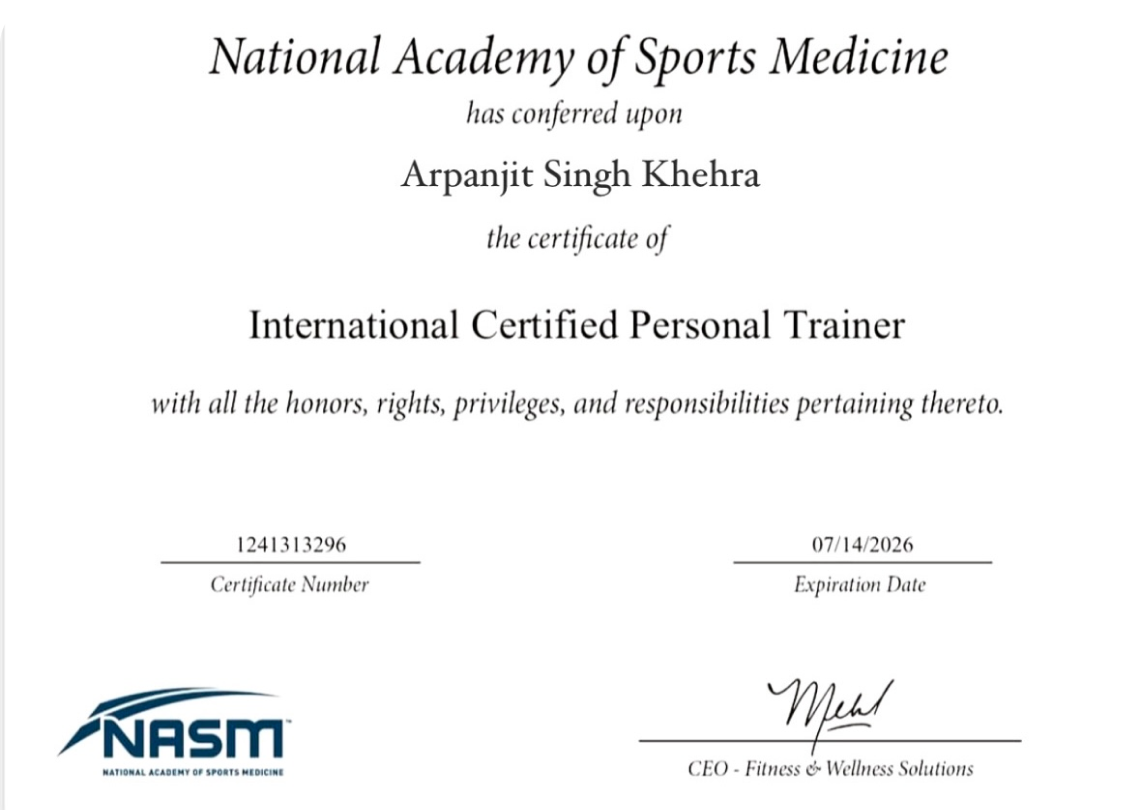 National Academy of Sports Medicine
has conferred upon
Arpanjit Singh Khehra
the certificate of
International Certified Personal Trainer
with all the honors, rights, privileges, and responsibilities pertaining thereto.
1241313296
Certificate Number
07/14/2026
Expiration Date
NASM™
NATIONAL ACADEMY OF SPORTS MEDICINE
CEO - Fitness & Wellness Solutions